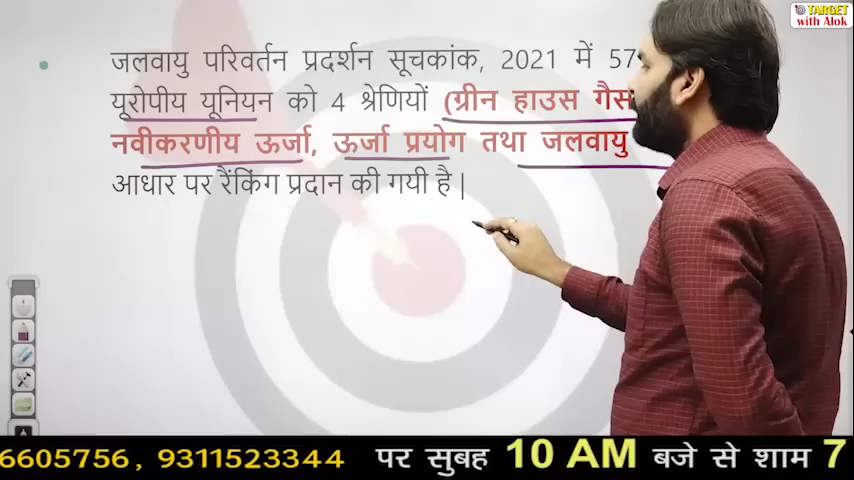 TARGET
with Alok
जलवायु परिवर्तन प्रदर्शन सूचकांक, 2021 में 57
यूरोपीय यूनियन को 4 श्रेणियों (ग्रीन हाउस गैस
नवीकरणीय ऊर्जा, ऊर्जा प्रयोग तथा जलवायु
आधार पर रैंकिंग प्रदान की गयी है |
6605756, 9311523344 पर सुबह 10 AM बजे से शाम 7